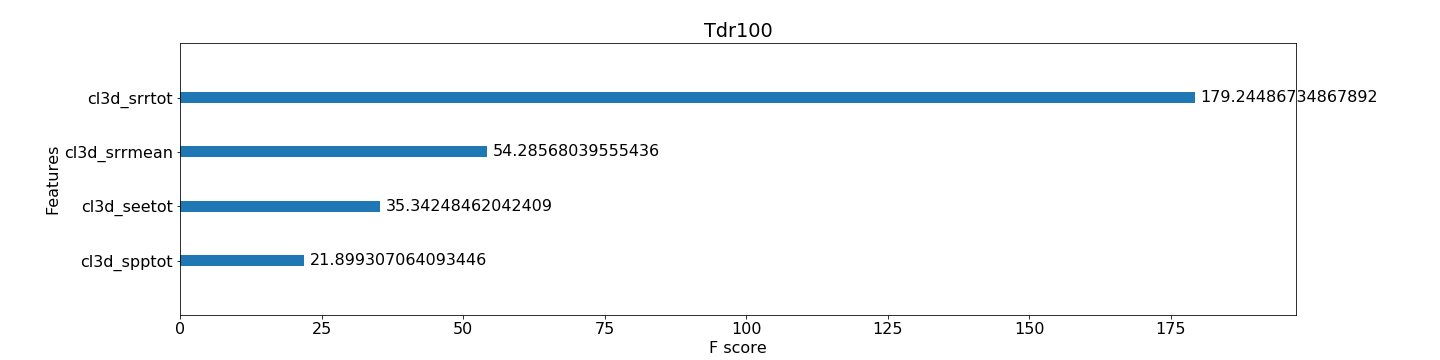 Tdr100
cl3d_srrtot
179.24486734867892
cl3d_srrmean
54.28568039555436
cl3d_seetot
35.34248462042409
cl3d_spptot
21.899307064093446
Features
0 25 50 75 100 125 150 175
F score